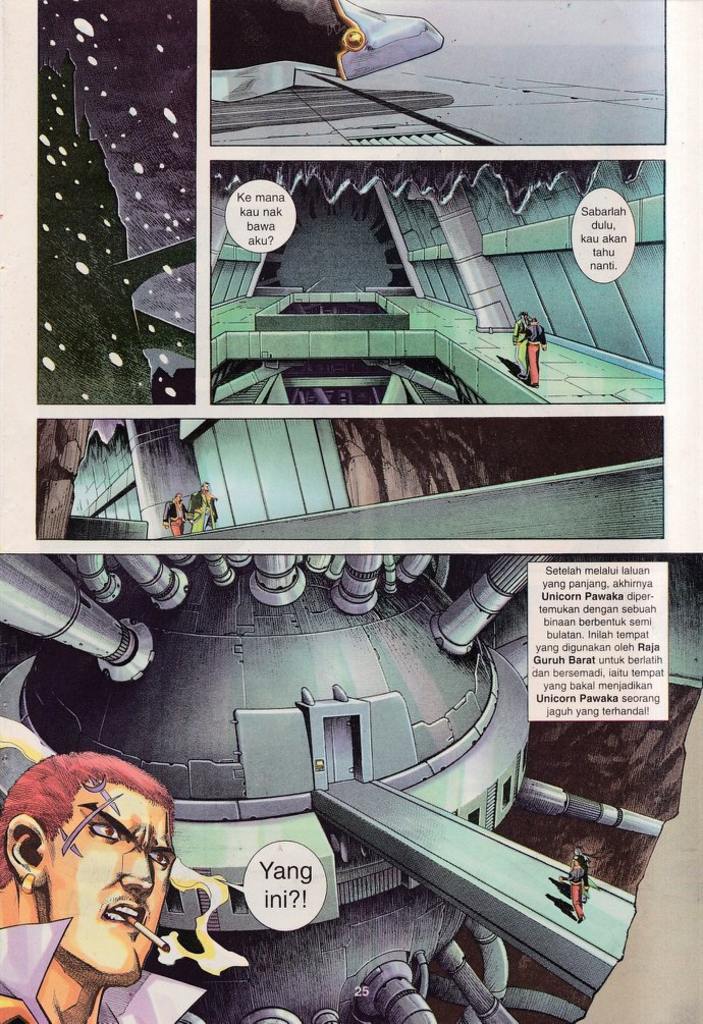 Ke mana
kau nak
bawa
aku?
Sabarlah
dulu,
kau akan
tahu
nanti.
Setelah melalui laluan
yang panjang, akhirnya
Unicorn Pawaka diper-
temukan dengan sebuah
binaan berbentuk semi
bulatan. Inilah tempat
yang digunakan oleh Raja
Guruh Barat untuk berlatih
dan bersemadi, iaitu tempat
yang bakal menjadikan
Unicorn Pawaka seorang
jaguh yang terhandal!
Yang
ini?!
25